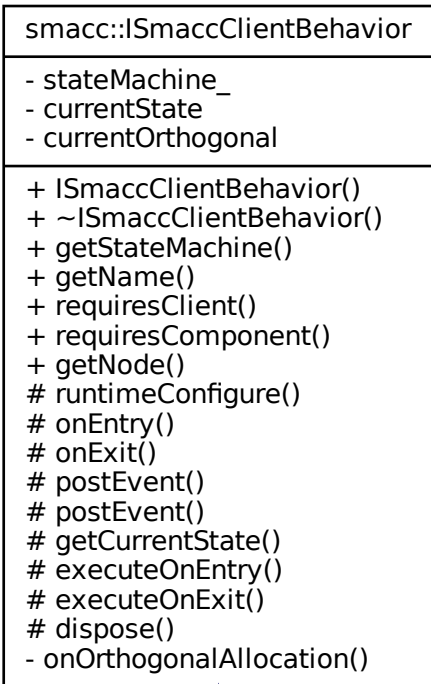 smacc::ISmaccClientBehavior
- stateMachine_
- currentState
- currentOrthogonal
+ ISmaccClientBehavior()
+ ~ISmaccClientBehavior()
+ getStateMachine()
+ getName()
+ requiresClient()
+ requiresComponent()
+ getNode()
# runtimeConfigure()
# onEntry()
# onExit()
# postEvent()
# postEvent()
# getCurrentState()
# executeOnEntry()
# executeOnExit()
# dispose()
- onOrthogonalAllocation()